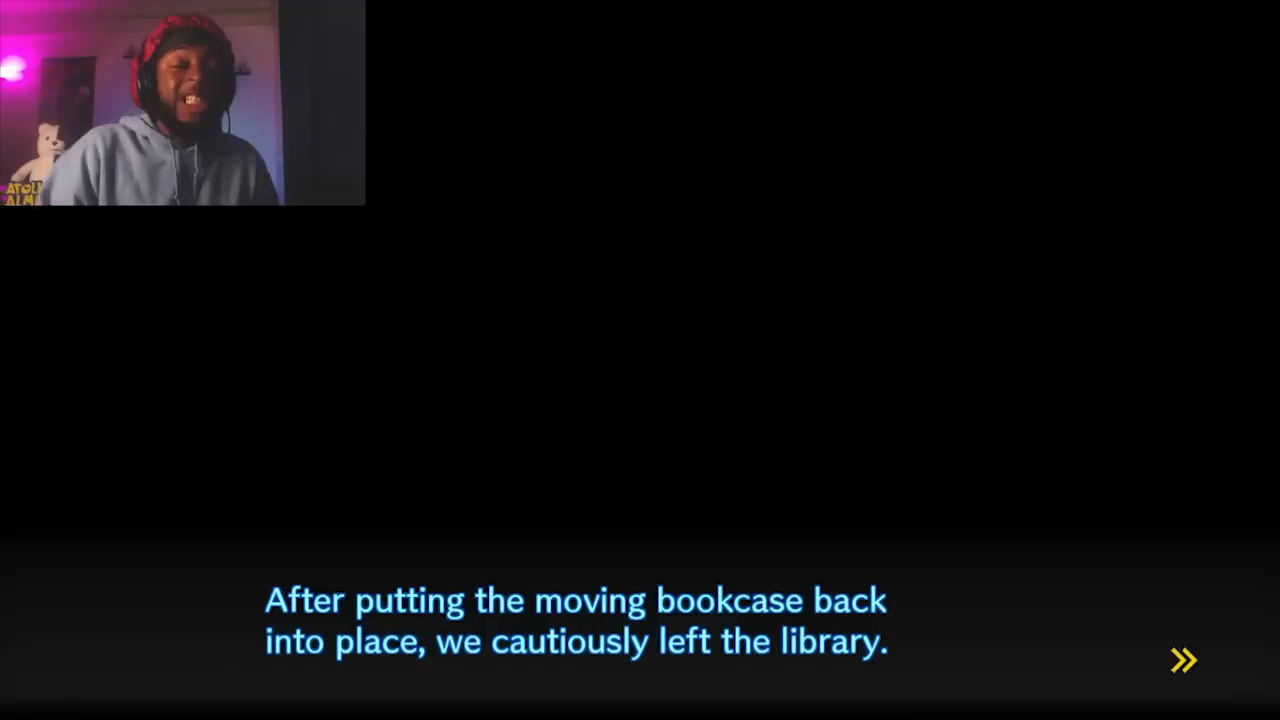 After putting the moving bookcase back
into place, we cautiously left the library.